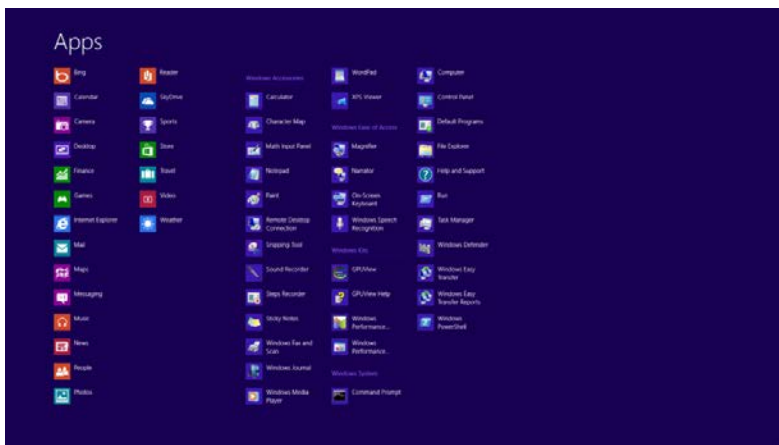 Apps
Bing
Calendar
Camera
Desktop
Finance
Games
Internet Explorer
Mail
Maps
Messaging
Music
News
People
Photos
Reader
SkyDrive
Sports
Store
Travel
Video
Weather
Windows Accessories
Calculator
Character Map
Math Input Panel
Notepad
Paint
Remote Desktop
Connection
Snipping Tool
Sound Recorder
Steps Recorder
Sticky Notes
Windows Fax and
Scan
Windows Journal
Windows Media
Player
WordPad
XPS Viewer
Windows Ease of Access
Magnifier
Narrator
On-Screen
Keyboard
Windows Speech
Recognition
Windows Kits
GPUView
GPUView Help
Windows
Performance...
Windows
Performance...
Windows System
Command Prompt
Computer
Control Panel
Default Programs
File Explorer
Help and Support
Run
Task Manager
Windows Defender
Windows Easy
Transfer
Windows Easy
Transfer Reports
Windows
PowerShell